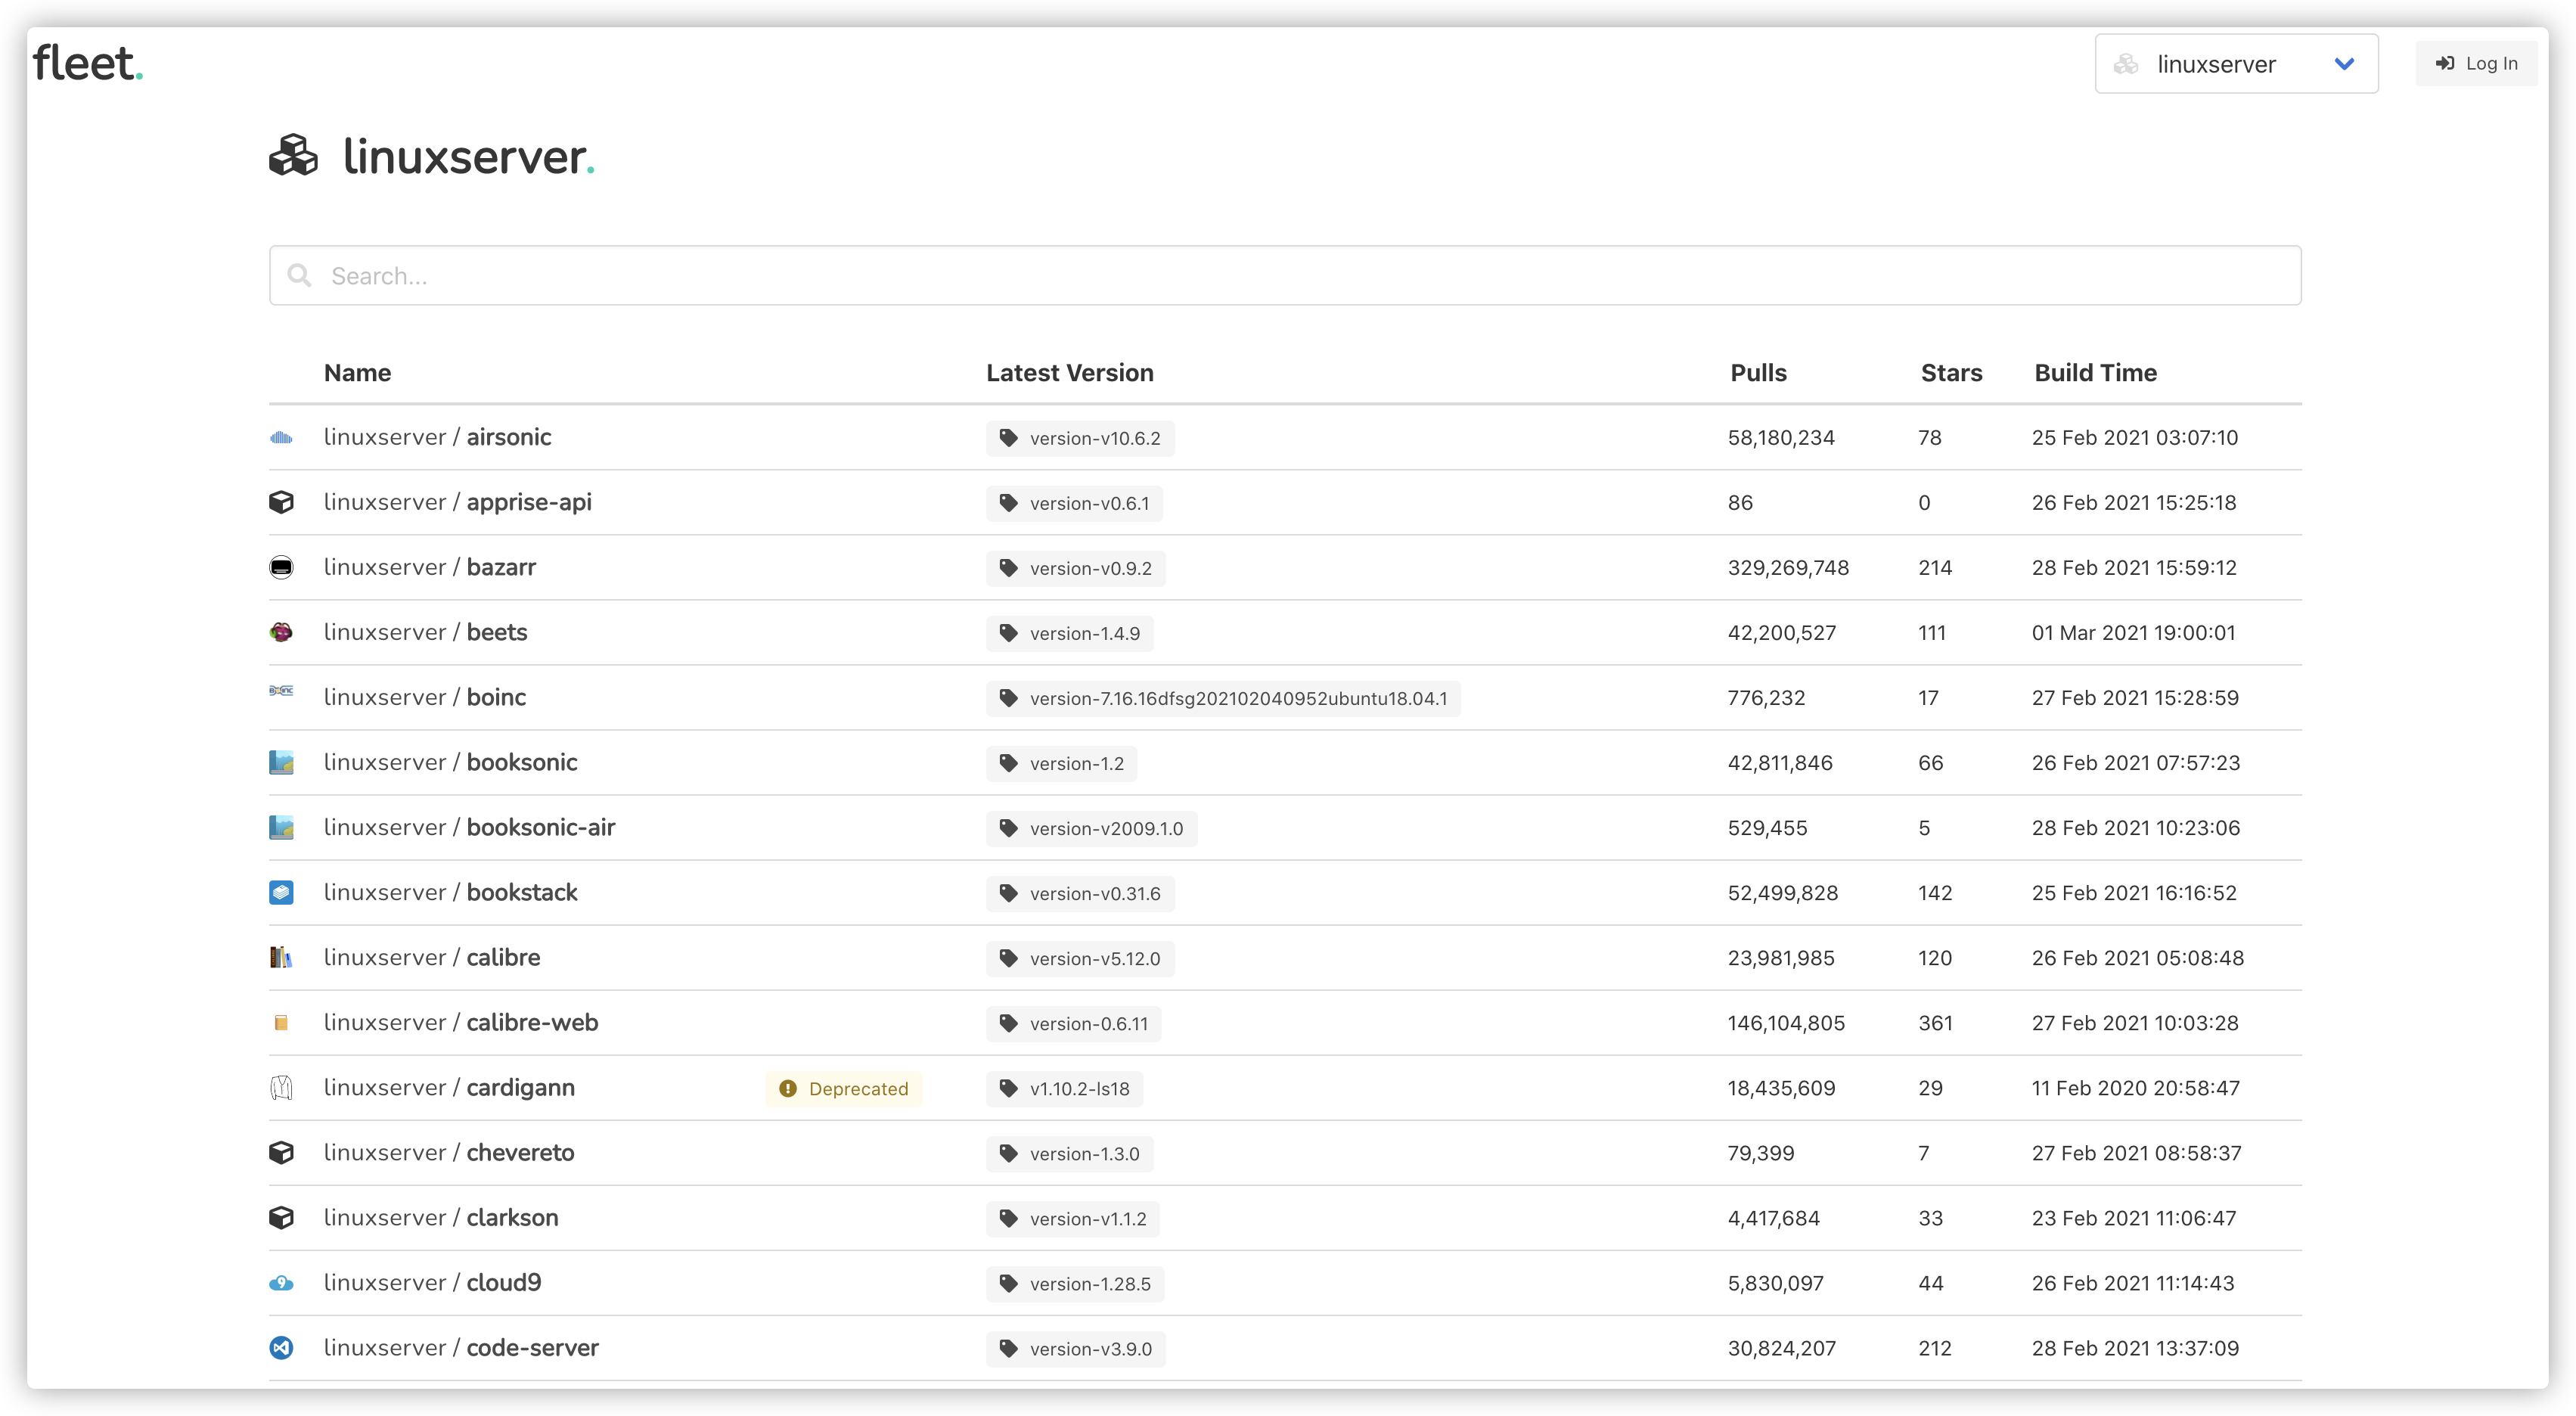 fleet.
linuxserver
Log In
linuxserver.
Search...
Name Latest Version Pulls Stars Build Time
linuxserver / airsonic version-v10.6.2 58,180,234 78 25 Feb 2021 03:07:10
linuxserver / apprise-api version-v0.6.1 86 0 26 Feb 2021 15:25:18
linuxserver / bazarr version-v0.9.2 329,269,748 214 28 Feb 2021 15:59:12
linuxserver / beets version-1.4.9 42,200,527 111 01 Mar 2021 19:00:01
linuxserver / boinc version-7.16.16dfsg202102040952ubuntu18.04.1 776,232 17 27 Feb 2021 15:28:59
linuxserver / booksonic version-1.2 42,811,846 66 26 Feb 2021 07:57:23
linuxserver / booksonic-air version-v2009.1.0 529,455 5 28 Feb 2021 10:23:06
linuxserver / bookstack version-v0.31.6 52,499,828 142 25 Feb 2021 16:16:52
linuxserver / calibre version-v5.12.0 23,981,985 120 26 Feb 2021 05:08:48
linuxserver / calibre-web version-0.6.11 146,104,805 361 27 Feb 2021 10:03:28
linuxserver / cardigann Deprecated v1.10.2-ls18 18,435,609 29 11 Feb 2020 20:58:47
linuxserver / chevereto version-1.3.0 79,399 7 27 Feb 2021 08:58:37
linuxserver / clarkson version-v1.1.2 4,417,684 33 23 Feb 2021 11:06:47
linuxserver / cloud9 version-1.28.5 5,830,097 44 26 Feb 2021 11:14:43
linuxserver / code-server version-v3.9.0 30,824,207 212 28 Feb 2021 13:37:09